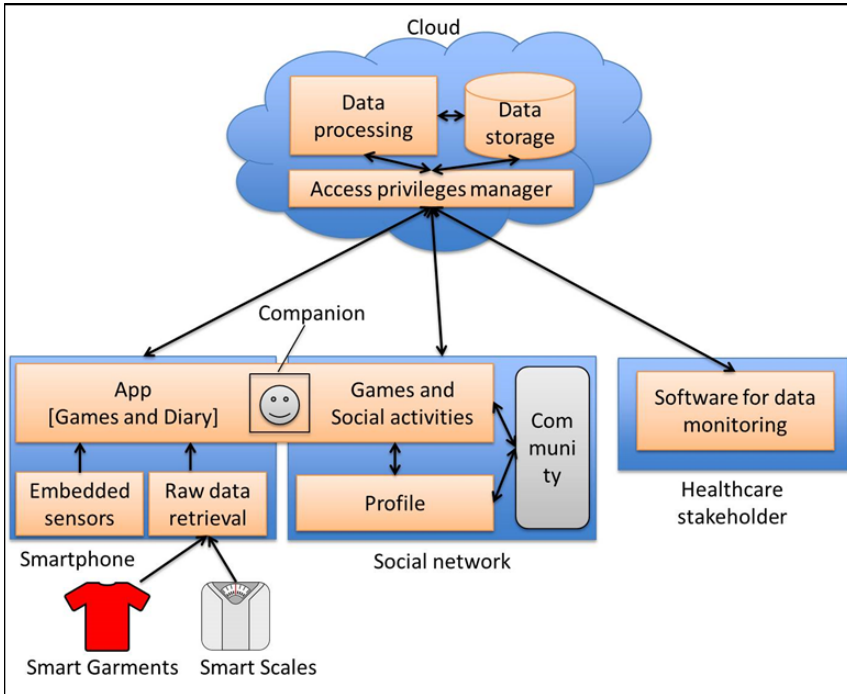 Cloud
Data
processing
Data
storage
Access privileges manager
Companion
App
[Games and Diary]
Games and
Social activities
Com
muni
ty
Software for data
monitoring
Embedded
sensors
Raw data
retrieval
Profile
Healthcare
stakeholder
Smartphone
Social network
Smart Garments
Smart Scales